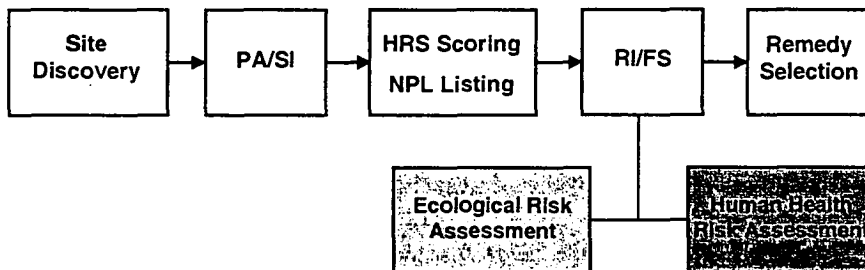 Site
Discovery
PA/SI
HRS Scoring
NPL Listing
RI/FS
Remedy
Selection
Ecological Risk
Assessment
Human Health
Risk Assessment